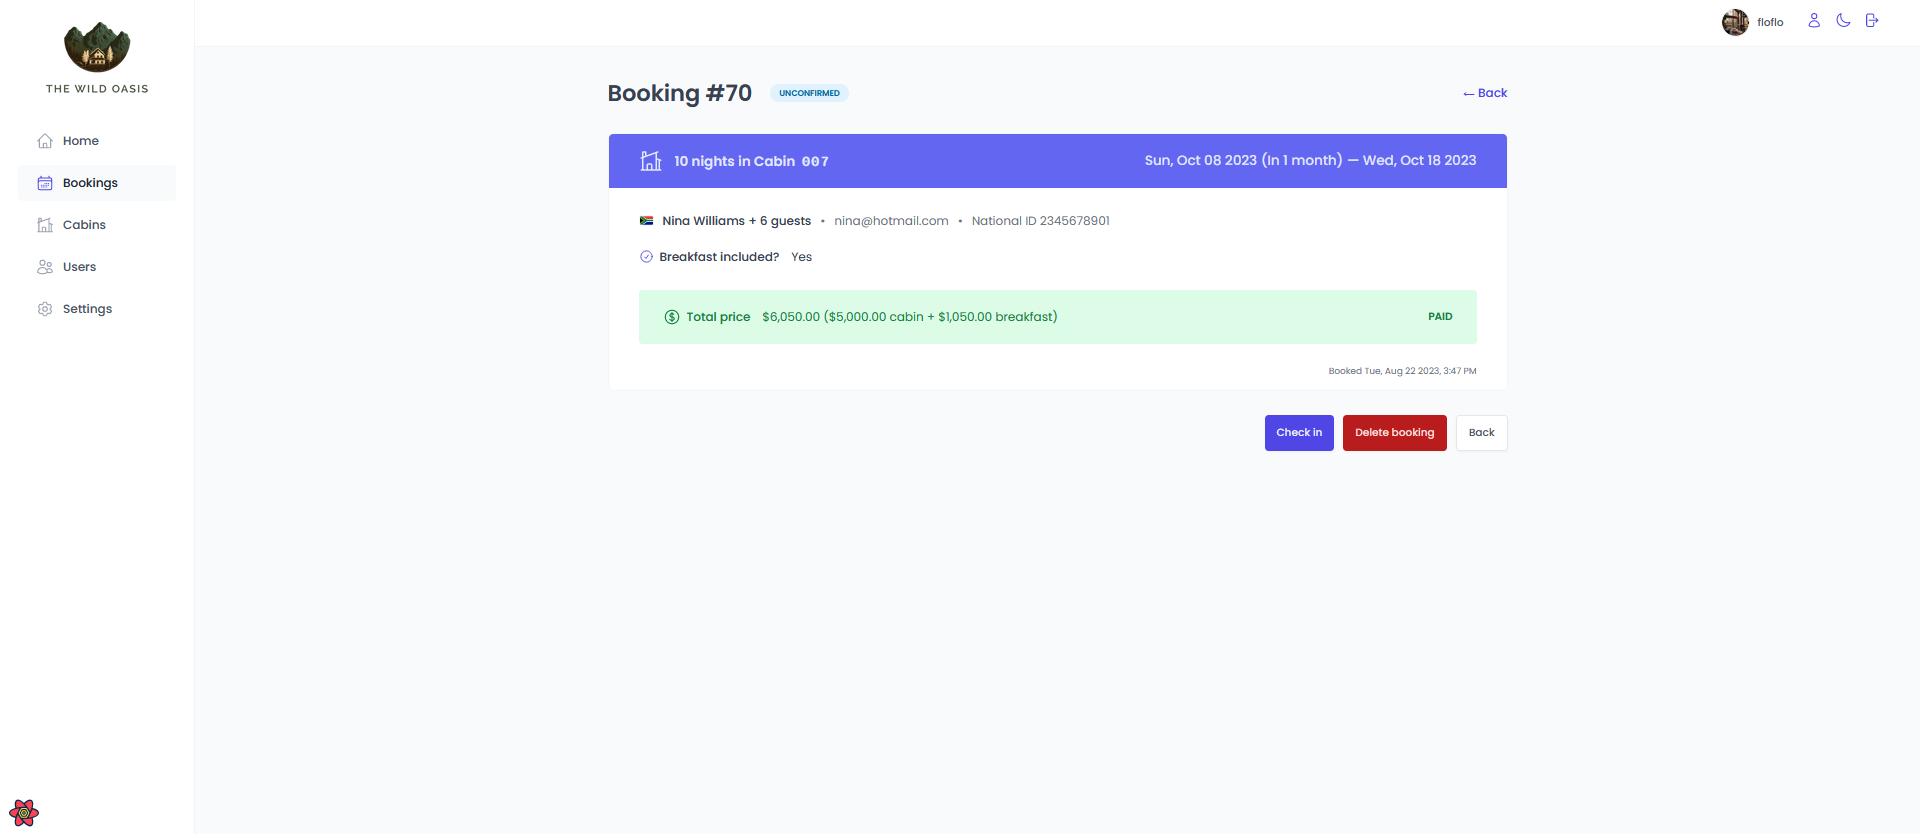 THE WILD OASIS
Home
Bookings
Cabins
Users
Settings
floflo
Booking #70 UNCONFIRMED
← Back
10 nights in Cabin 007
Sun, Oct 08 2023 (In 1 month) — Wed, Oct 18 2023
Nina Williams + 6 guests • nina@hotmail.com • National ID 2345678901
Breakfast included? Yes
Total price $6,050.00 ($5,000.00 cabin + $1,050.00 breakfast)
PAID
Booked Tue, Aug 22 2023, 3:47 PM
Check in
Delete booking
Back